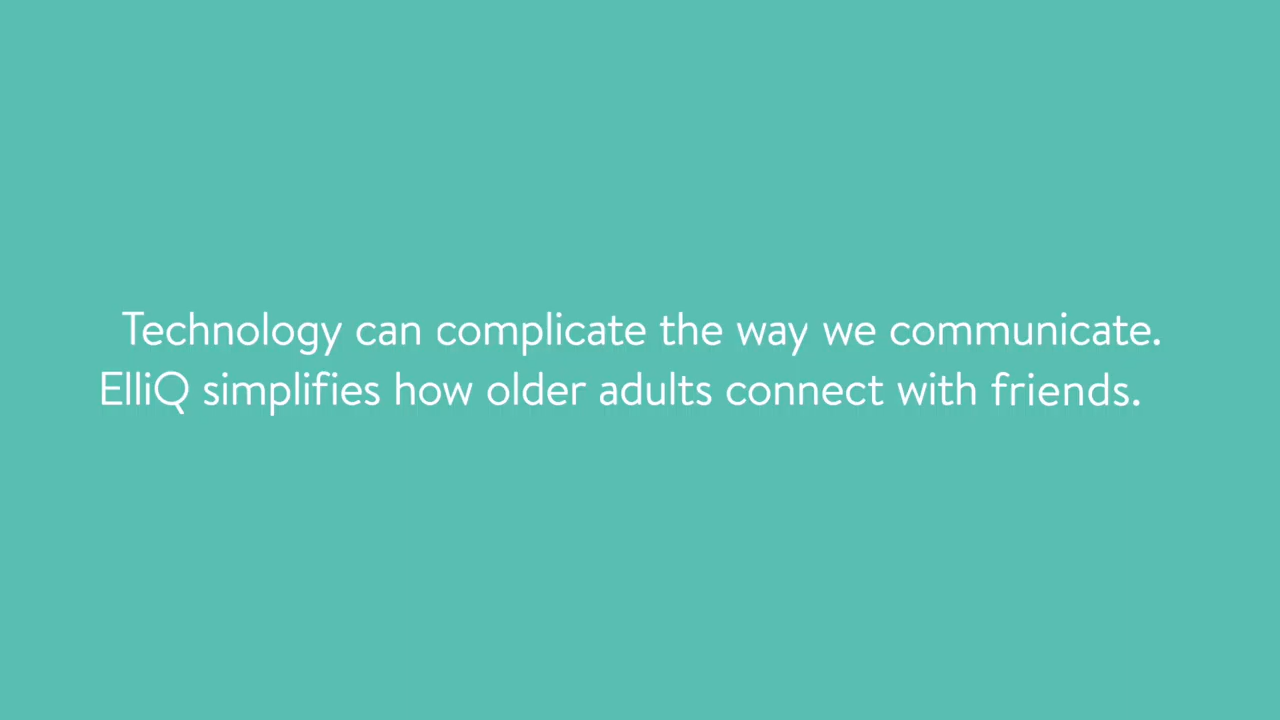 Technology can complicate the way we communicate.
ElliQ simplifies how older adults connect with friends.